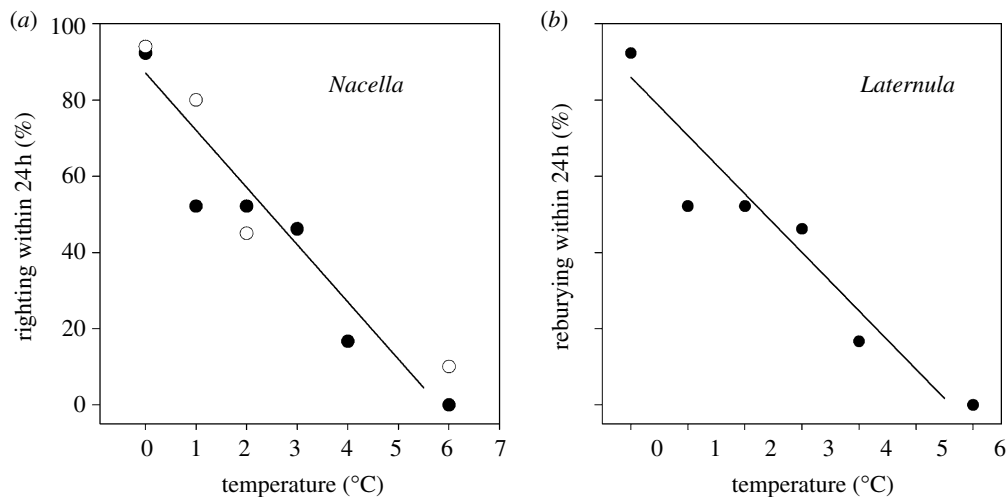 (a)
100
80
60
40
20
0
righting within 24h (%)
Nacella
0 1 2 3 4 5 6 7
temperature (°C)
(b)
reburying within 24h (%)
Laternula
0 1 2 3 4 5 6
temperature (°C)